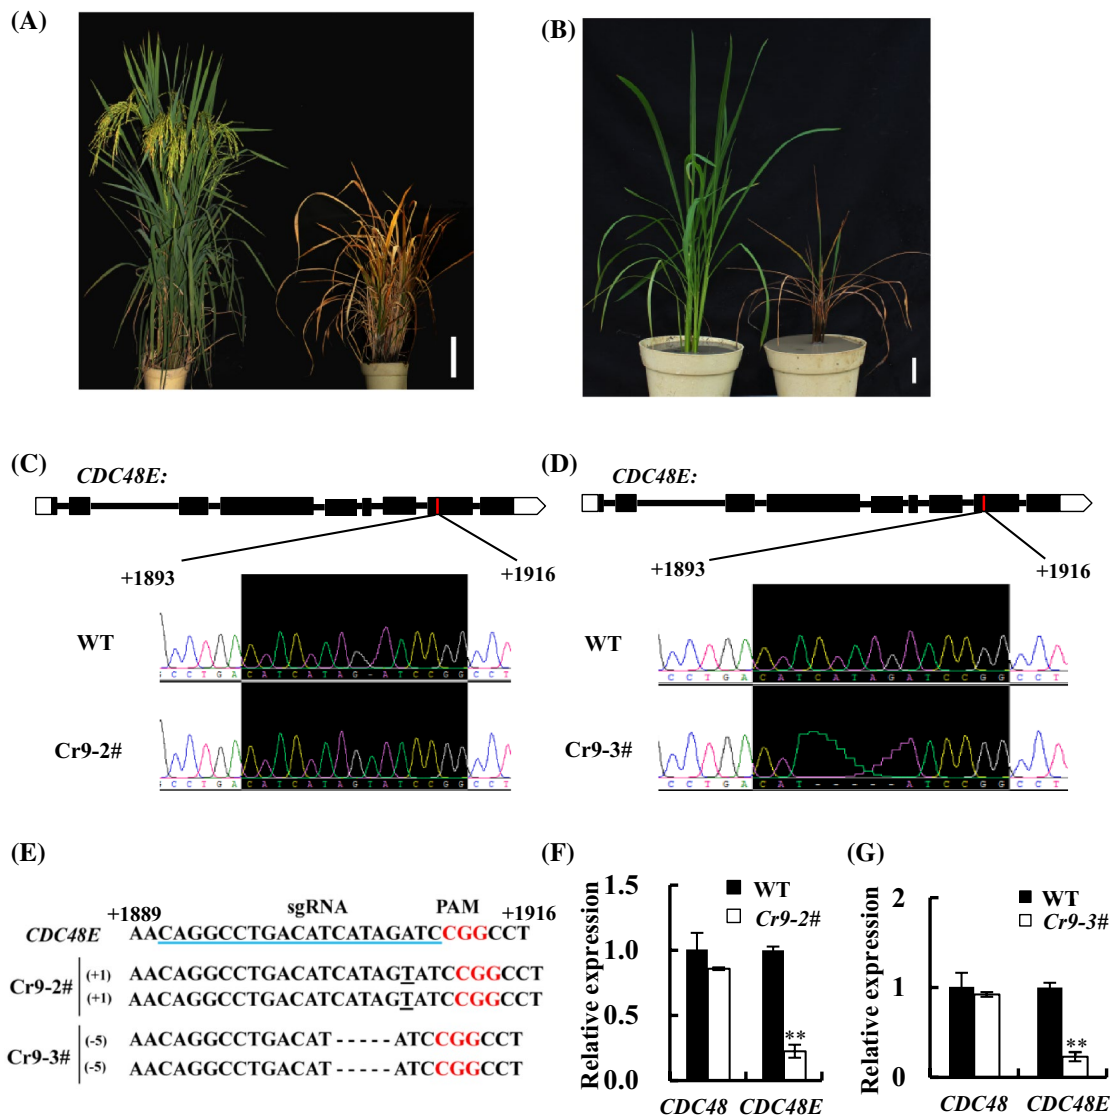 (A)
(B)
(C)
CDC48E:
+1893
+1916
WT
G C C T G A C A T C A T A G - A T C C G G C C T
Cr9-2#
G C C T G A C A T C A T A G T A T C C G G C C T
(D)
CDC48E:
+1893
+1916
WT
C C T G A C A T C A T A G A T C C G G C C T
Cr9-3#
C C T G A C A T - - - - - A T C C G G C C T
(E)
+1889 sgRNA PAM +1916
CDC48E AACAGGCCTGACATCATAGATCCGGCCT
Cr9-2#
(+1) AACAGGCCTGACATCATAGTATCCGGCCT
(+1) AACAGGCCTGACATCATAGTATCCGGCCT
Cr9-3#
(-5) AACAGGCCTGACAT-----ATCCGGCCT
(-5) AACAGGCCTGACAT-----ATCCGGCCT
(F)
Relative expression
1.5
1.0
0.5
0.0
WT
Cr9-2#
**
CDC48 CDC48E
(G)
Relative expression
2
1
0
WT
Cr9-3#
**
CDC48 CDC48E